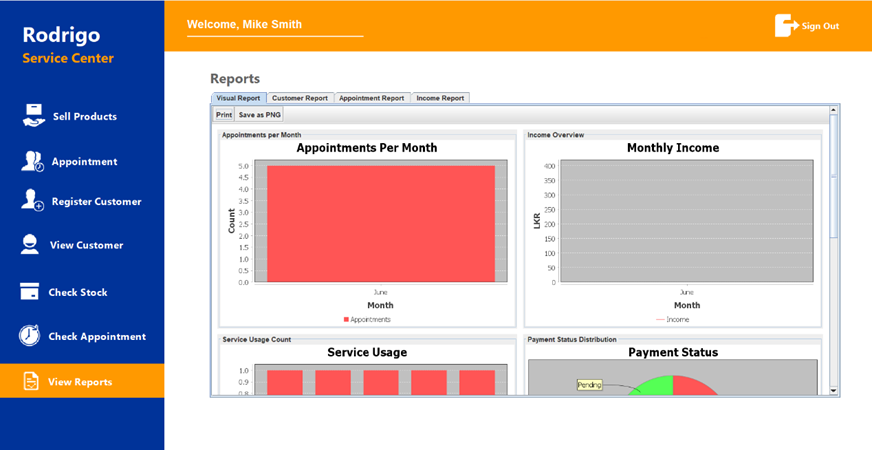 Rodrigo
Service Center
Welcome, Mike Smith
Sign Out
Sell Products
Appointment
Register Customer
View Customer
Check Stock
Check Appointment
View Reports
Reports
Visual Report Customer Report Appointment Report Income Report
Print Save as PNG
Appointments per Month
Appointments Per Month
5.0
4.5
4.0
3.5
3.0
2.5
2.0
1.5
1.0
0.5
0.0
Count
June
Month
Appointments
Income Overview
Monthly Income
400
350
300
250
200
150
100
50
0
LKR
June
Month
Income
Service Usage Count
Service Usage
1.0
0.9
0.8
Payment Status Distribution
Payment Status
Pending